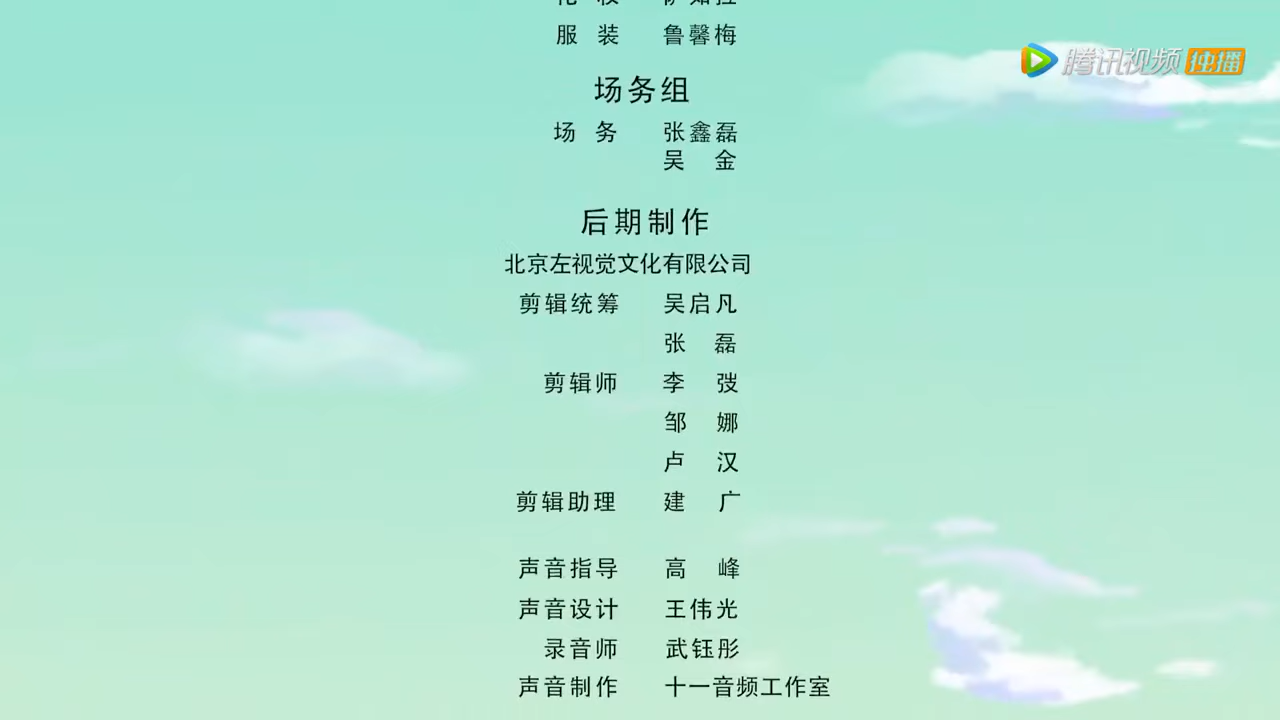 服 装 鲁馨梅
腾讯视频 独播
场务组
场 务 张鑫磊
吴 金
后期制作
北京左视觉文化有限公司
剪辑统筹 吴启凡
张 磊
剪辑师 李 弢
邹 娜
卢 汉
剪辑助理 建 广
声音指导 高 峰
声音设计 王伟光
录音师 武钰彤
声音制作 十一音频工作室